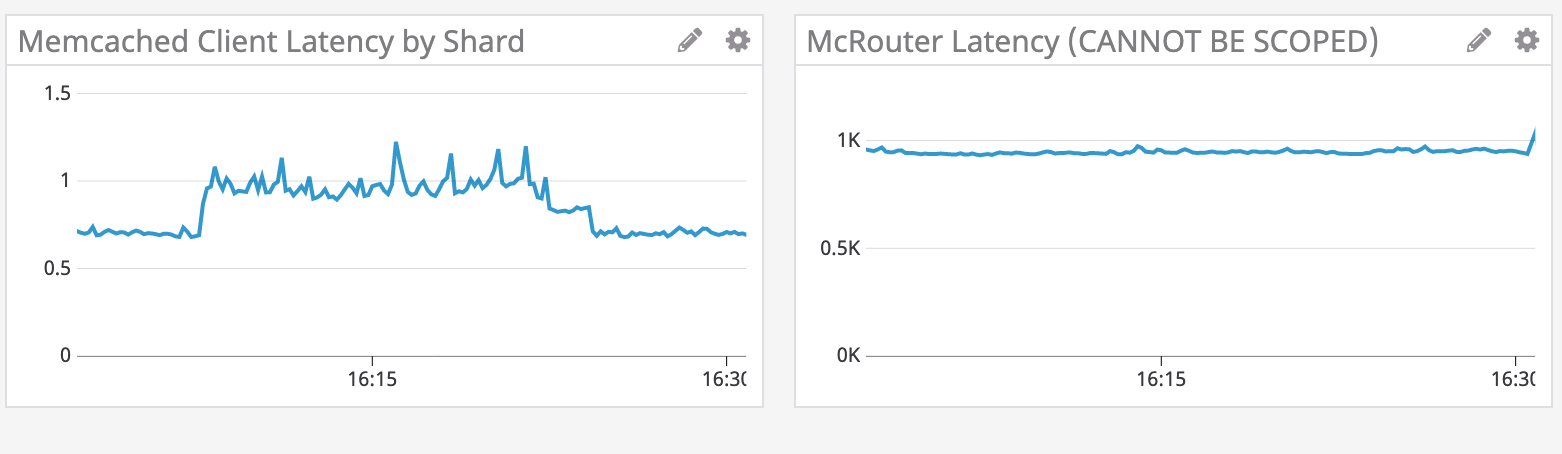 Memcached Client Latency by Shard
1.5
1
0.5
0
16:15
16:30
McRouter Latency (CANNOT BE SCOPED)
1K
0.5K
0K
16:15
16:30